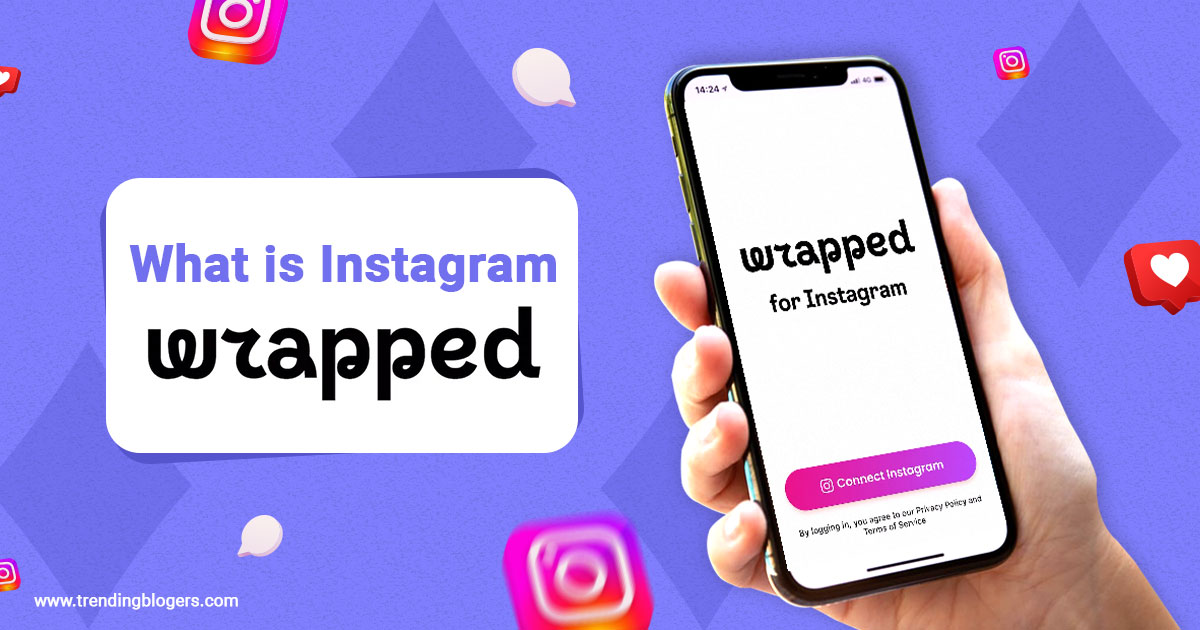 What is Instagram
wrapped
14:24
4G
wrapped
for Instagram
Connect Instagram
By logging in, you agree to our Privacy Policy and
Terms of Service
www.trendingblogers.com